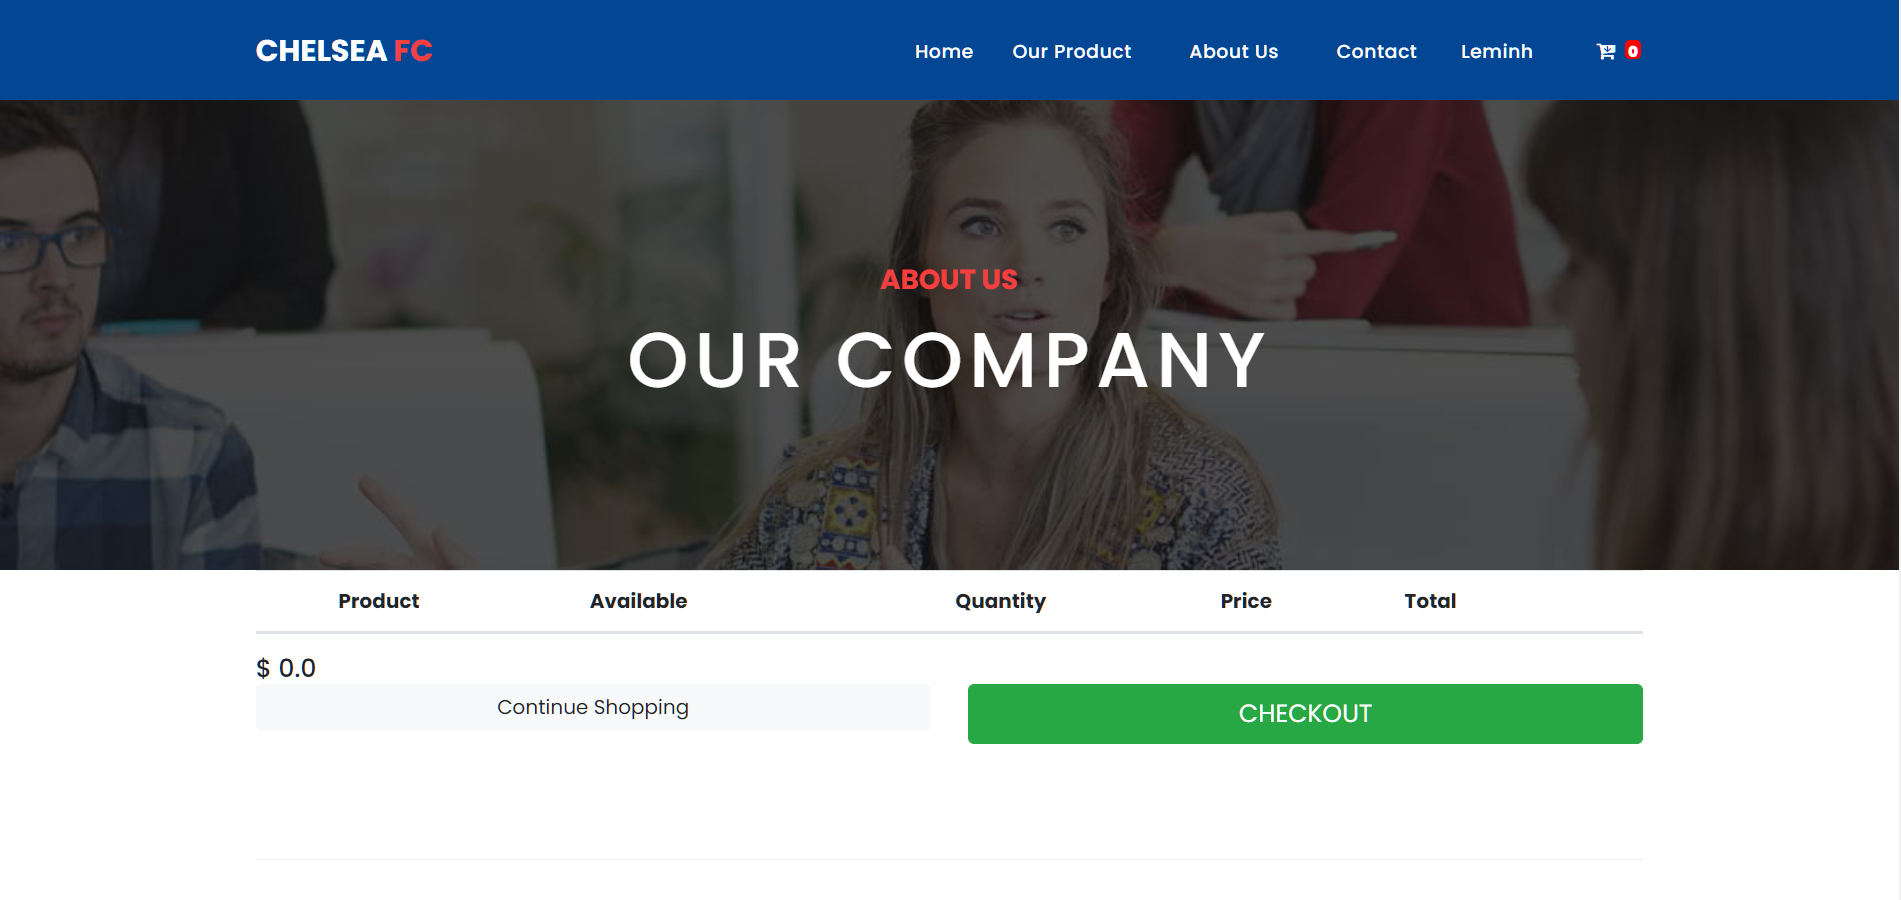 CHELSEA FC Home Our Product About Us Contact Leminh 0
ABOUT US
OUR COMPANY
Product Available Quantity Price Total
$ 0.0
Continue Shopping CHECKOUT